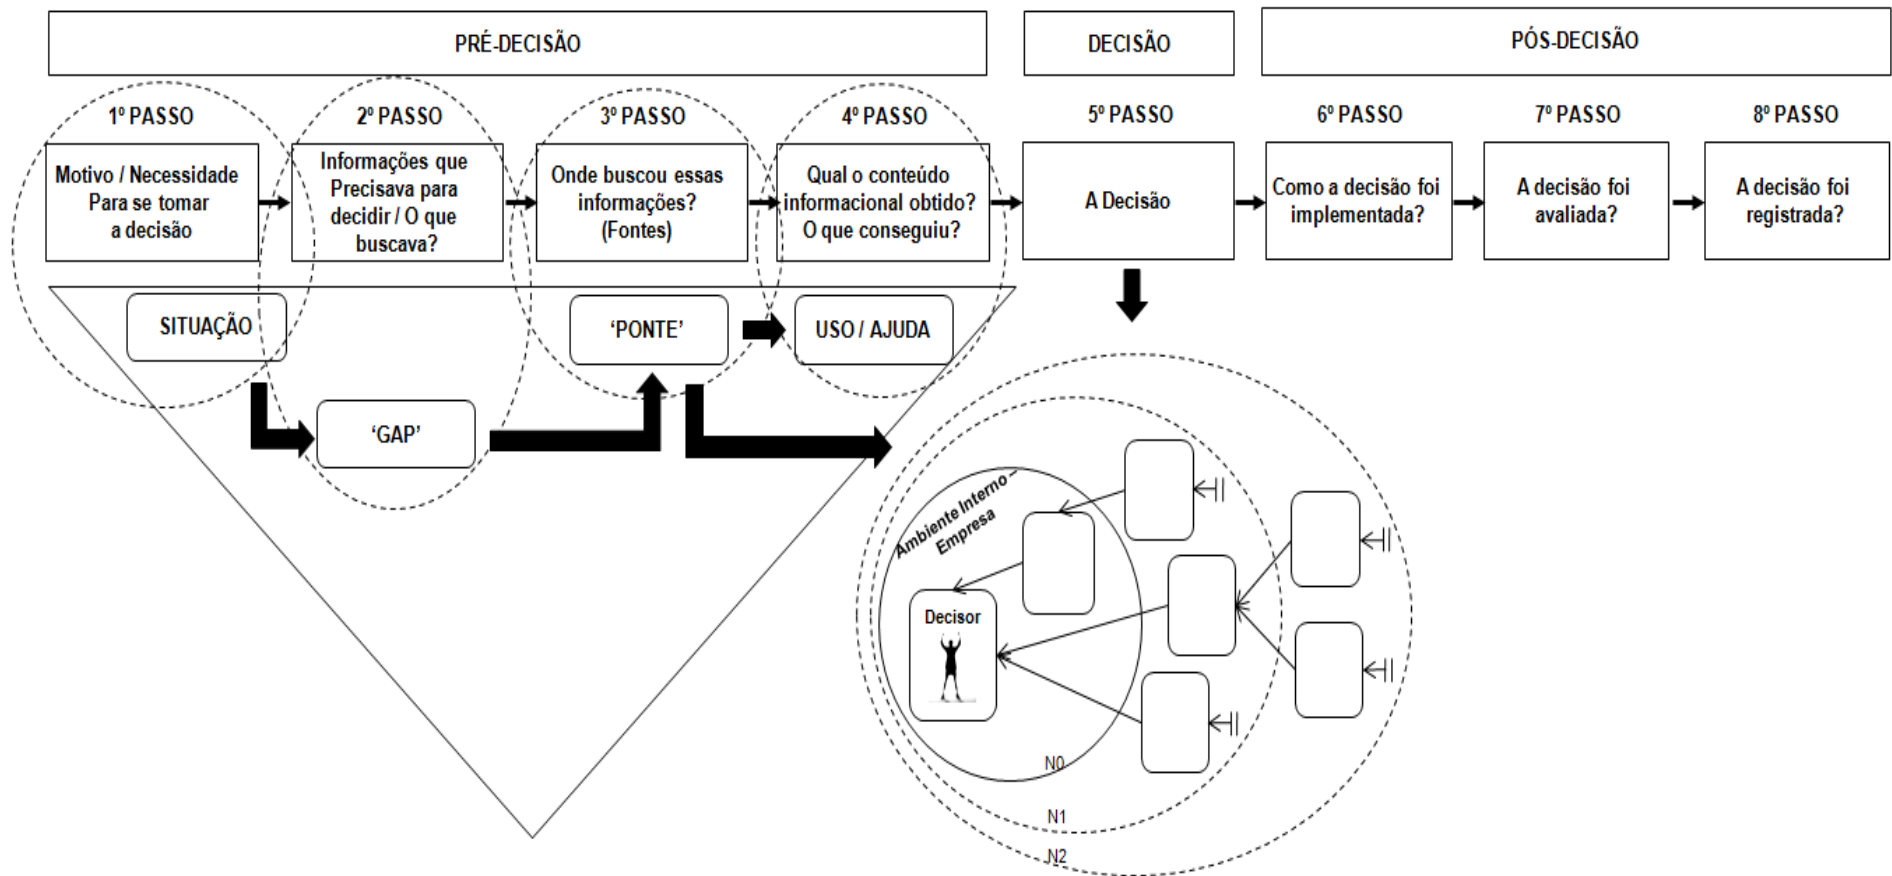 PRÉ-DECISÃO
DECISÃO
PÓS-DECISÃO
1º PASSO
2º PASSO
3º PASSO
4º PASSO
5º PASSO
6º PASSO
7º PASSO
8º PASSO
Motivo / Necessidade
Para se tomar
a decisão
Informações que
Precisava para
decidir / O que
buscava?
Onde buscou essas
informações?
(Fontes)
Qual o conteúdo
informacional obtido?
O que conseguiu?
A Decisão
Como a decisão foi
implementada?
A decisão foi
avaliada?
A decisão foi
registrada?
SITUAÇÃO
‘GAP’
‘PONTE’
USO / AJUDA
Ambiente Interno –
Empresa
Decisor
N0
N1
N2